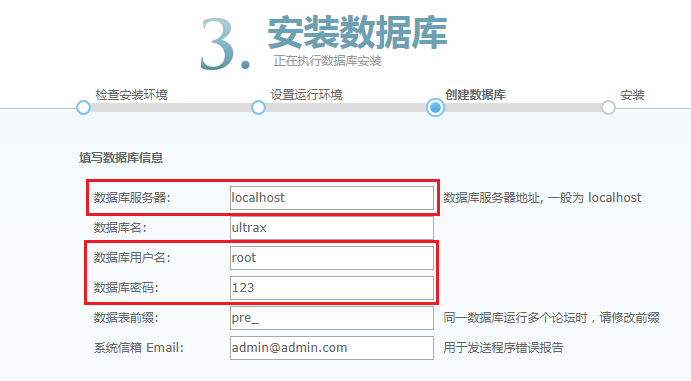 3. 安装数据库
正在执行数据库安装
检查安装环境 设置运行环境 创建数据库 安装
填写数据库信息
数据库服务器: localhost 数据库服务器地址, 一般为 localhost
数据库名: ultrax
数据库用户名: root
数据库密码: 123
数据表前缀: pre_ 同一数据库运行多个论坛时，请修改前缀
系统信箱 Email: admin@admin.com 用于发送程序错误报告